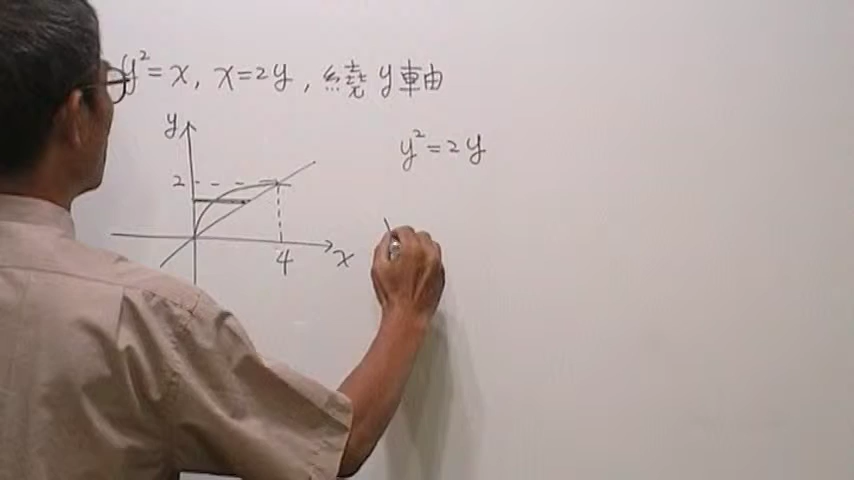 y² = x, x = 2y, 繞 y 軸
y
y² = 2y
2
4
x